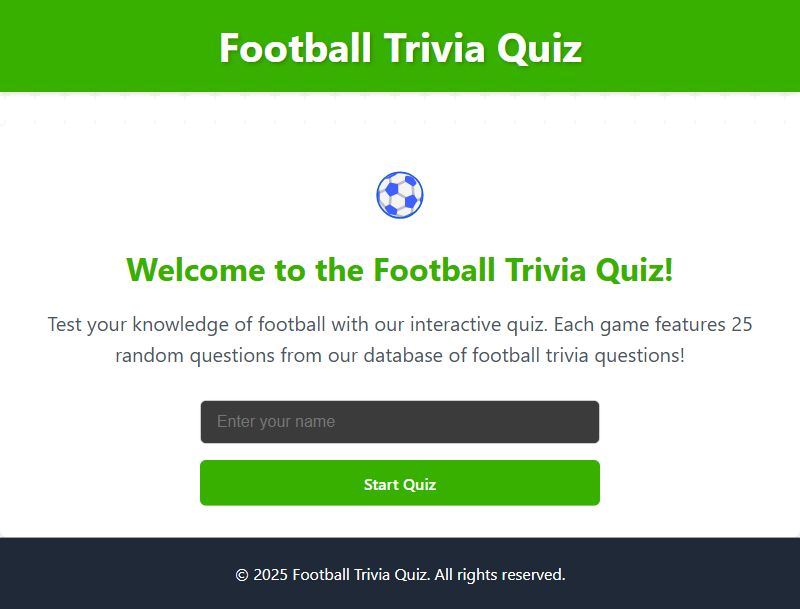 Football Trivia Quiz
Welcome to the Football Trivia Quiz!
Test your knowledge of football with our interactive quiz. Each game features 25
random questions from our database of football trivia questions!
Enter your name
Start Quiz
© 2025 Football Trivia Quiz. All rights reserved.